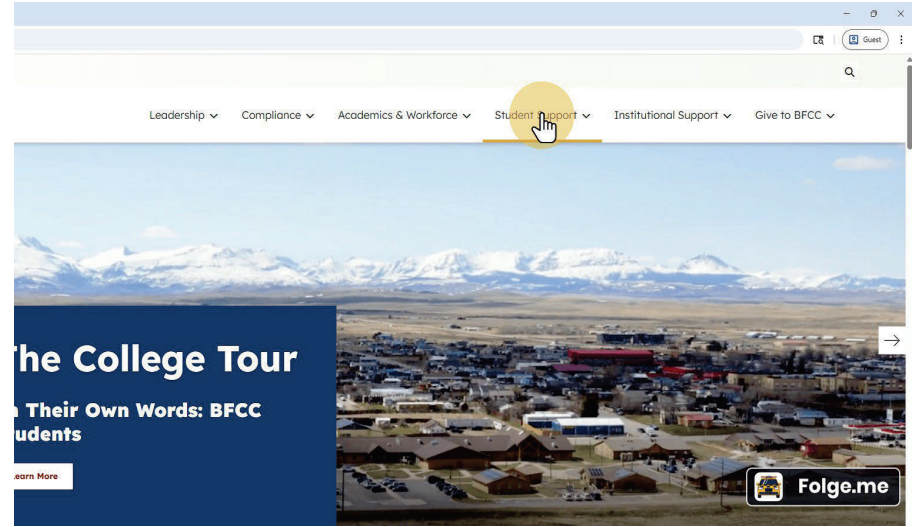 Guest
Leadership
Compliance
Academics & Workforce
Student Support
Institutional Support
Give to BFCC
he College Tour
Their Own Words: BFCC
udents
earn More
Folge.me